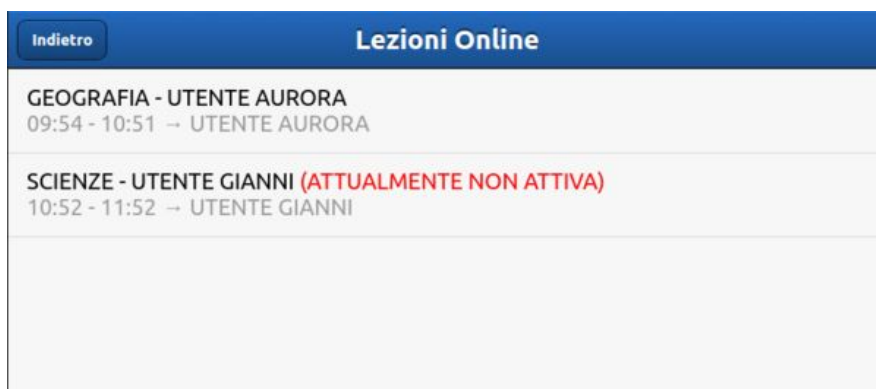 Indietro
Lezioni Online
GEOGRAFIA - UTENTE AURORA
09:54 - 10:51 → UTENTE AURORA
SCIENZE - UTENTE GIANNI (ATTUALMENTE NON ATTIVA)
10:52 - 11:52 → UTENTE GIANNI